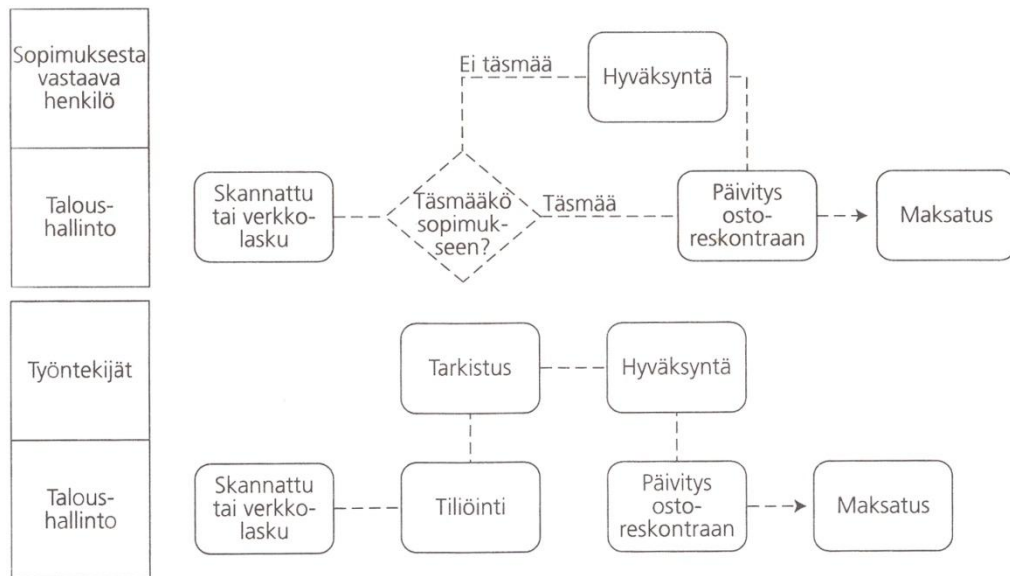 Sopimuksesta
vastaava
henkilö
Ei täsmää
Hyväksyntä
Talous-
hallinto
Skannattu
tai verkko-
lasku
Täsmääkö
sopimuk-
seen?
Täsmää
Päivitys
osto-
reskontraan
Maksatus
Työntekijät
Tarkistus
Hyväksyntä
Talous-
hallinto
Skannattu
tai verkko-
lasku
Tiliöinti
Päivitys
osto-
reskontraan
Maksatus